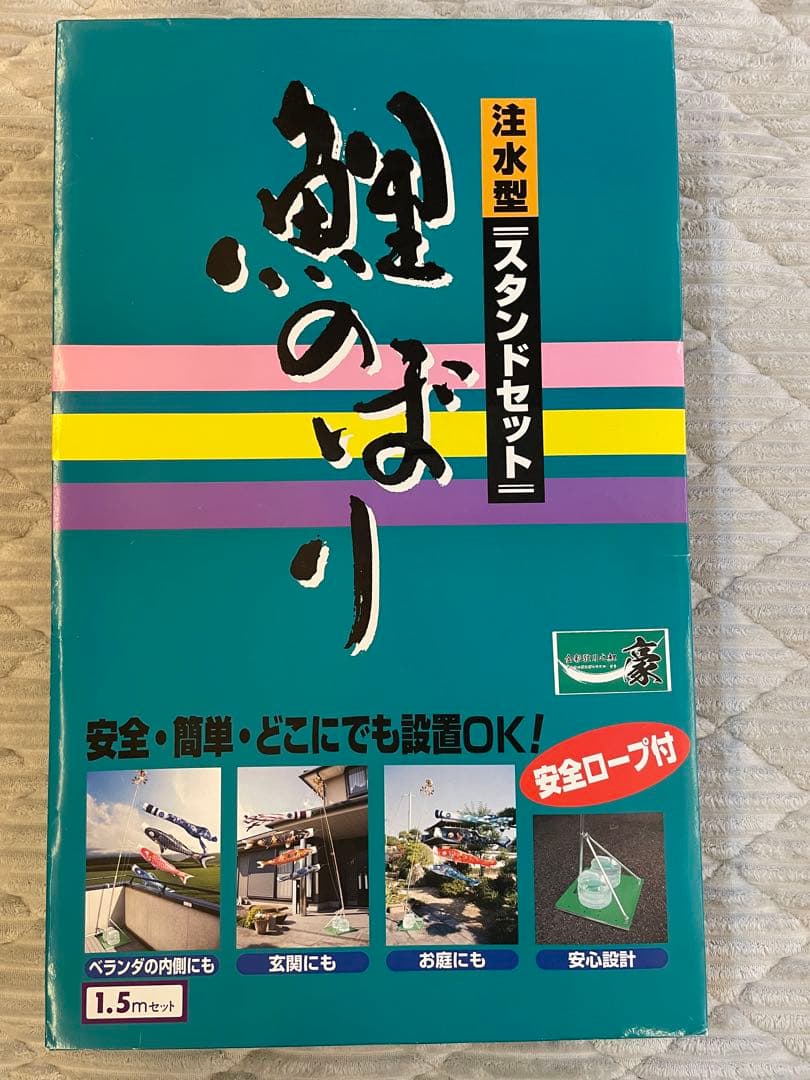 鯉のぼり
注水型
スタンドセット
豪
安全・簡単・どこにでも設置OK!
安全ロープ付
ベランダの内側にも
玄関にも
お庭にも
安心設計
1.5mセット